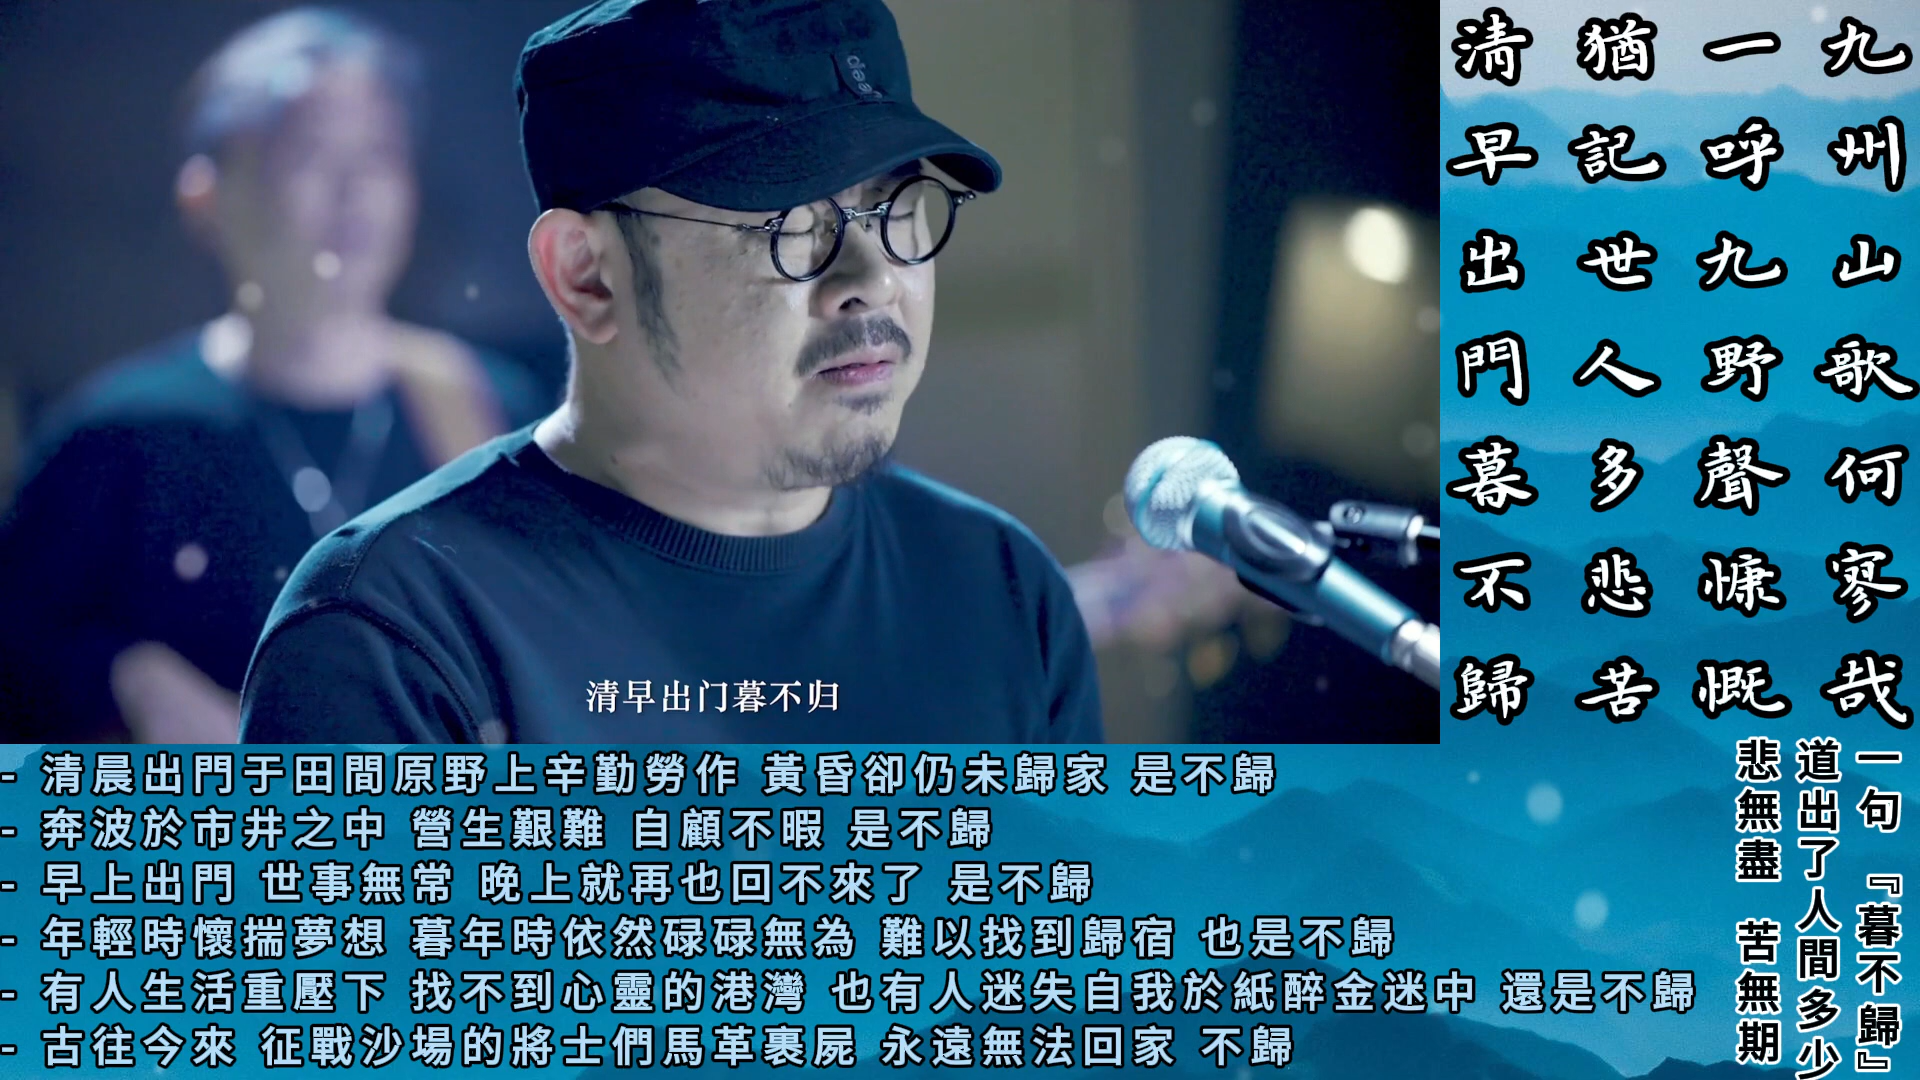 Jeep
清早出门暮不归
九州山歌何寥哉
一呼九野聲慷慨
猶記世人多悲苦
清早出門暮不歸
一句『暮不歸』
道出了人間多少
悲無盡 苦無期
- 清晨出門于田間原野上辛勤勞作 黃昏卻仍未歸家 是不歸
- 奔波於市井之中 營生艱難 自顧不暇 是不歸
- 早上出門 世事無常 晚上就再也回不來了 是不歸
- 年輕時懷揣夢想 暮年時依然碌碌無為 難以找到歸宿 也是不歸
- 有人生活重壓下 找不到心靈的港灣 也有人迷失自我於紙醉金迷中 還是不歸
- 古往今來 征戰沙場的將士們馬革裹屍 永遠無法回家 不歸